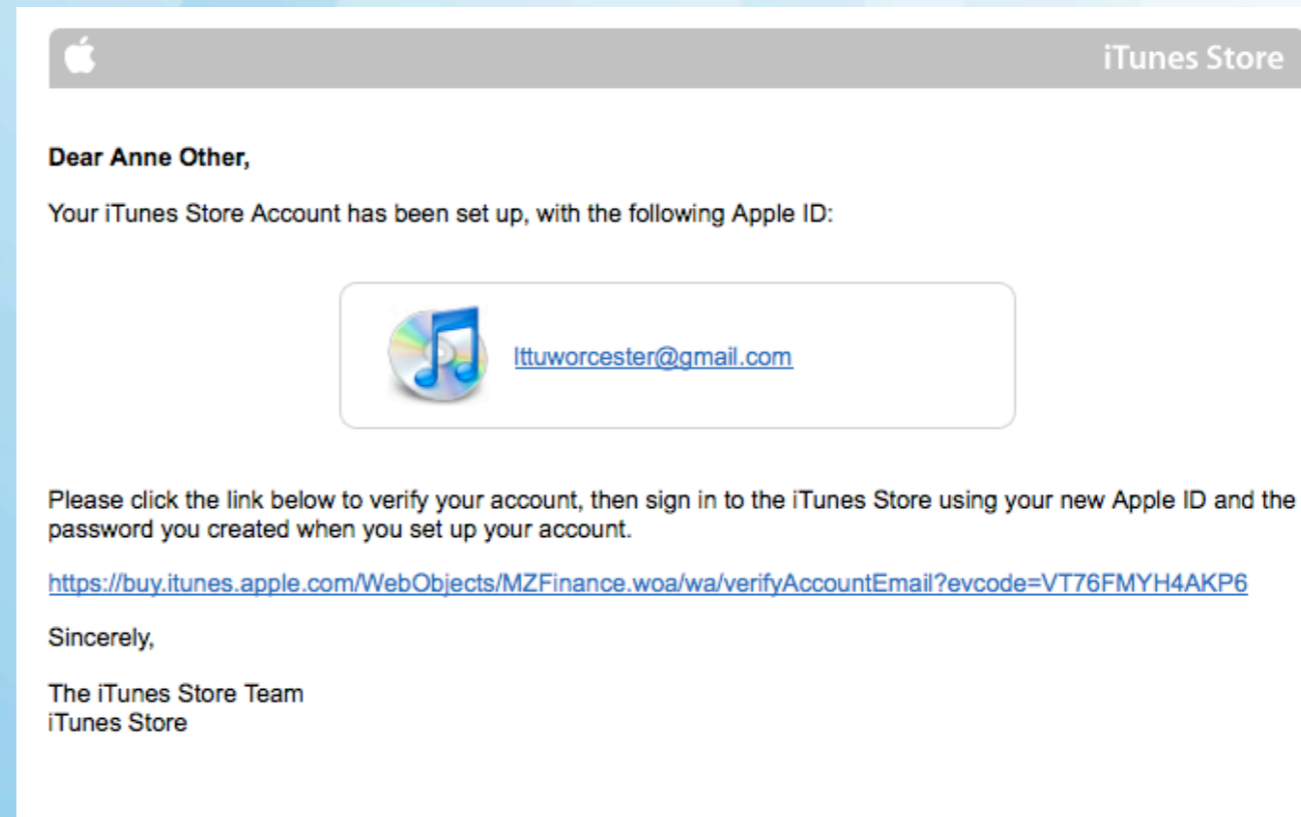 iTunes Store
Dear Anne Other,
Your iTunes Store Account has been set up, with the following Apple ID:
lttuworcester@gmail.com
Please click the link below to verify your account, then sign in to the iTunes Store using your new Apple ID and the
password you created when you set up your account.
https://buy.itunes.apple.com/WebObjects/MZFinance.woa/wa/verifyAccountEmail?evcode=VT76FMYH4AKP6
Sincerely,
The iTunes Store Team
iTunes Store